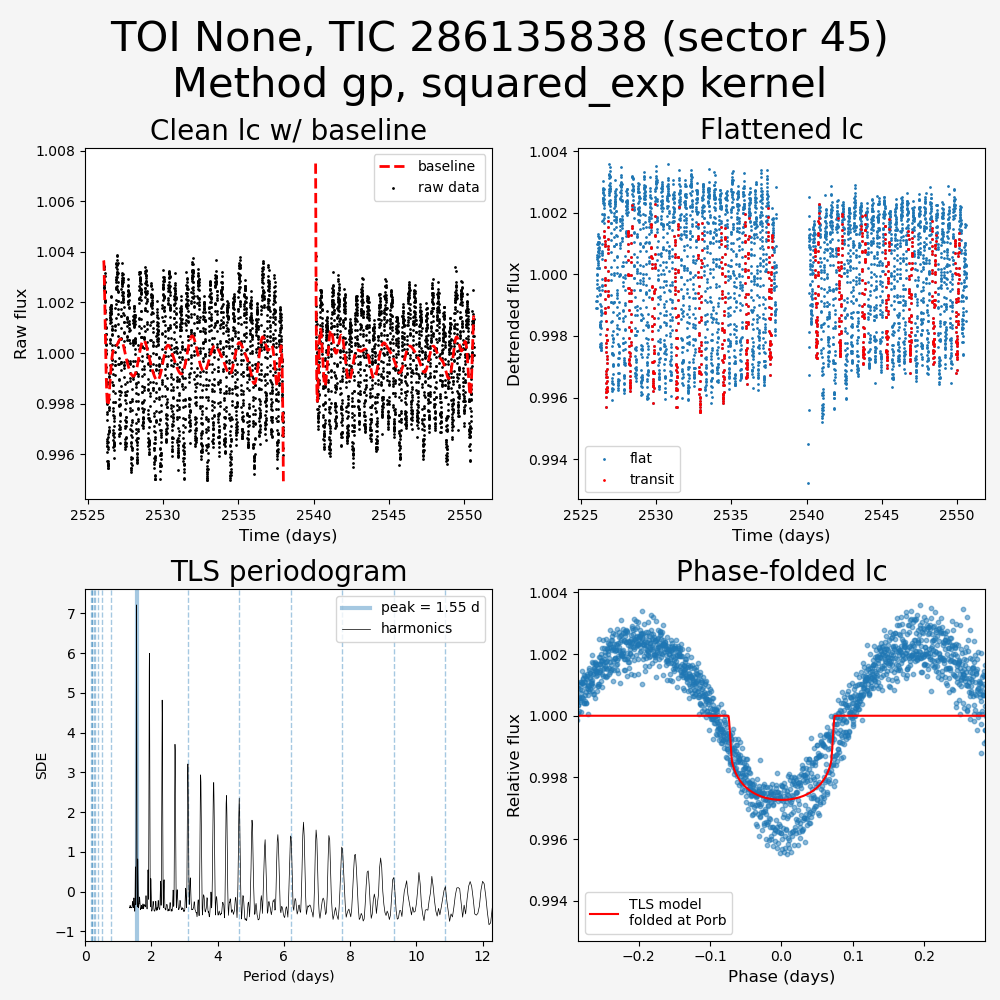 TOI None, TIC 286135838 (sector 45)
Method gp, squared_exp kernel
Clean lc w/ baseline
1.008
1.006
1.004
1.002
1.000
0.998
0.996
Raw flux
baseline
raw data
2525
2530
2535
2540
2545
2550
Time (days)
Flattened lc
1.004
1.002
1.000
0.998
0.996
0.994
Detrended flux
flat
transit
2525
2530
2535
2540
2545
2550
Time (days)
TLS periodogram
7
6
5
4
3
2
1
0
−1
SDE
peak = 1.55 d
harmonics
0
2
4
6
8
10
12
Period (days)
Phase-folded lc
1.004
1.002
1.000
0.998
0.996
0.994
Relative flux
TLS model
folded at Porb
−0.2
−0.1
0.0
0.1
0.2
Phase (days)